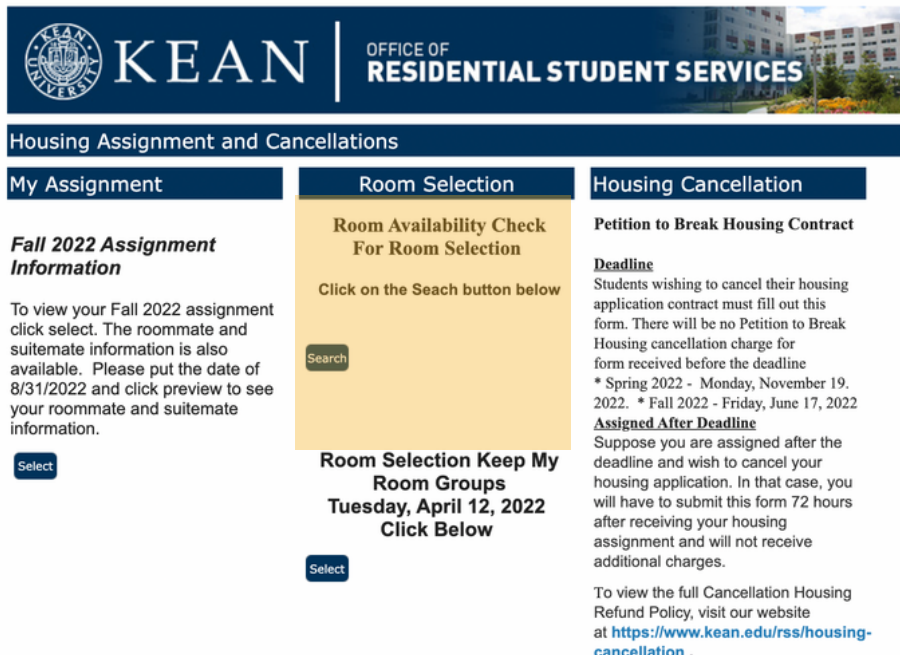 KEAN
UNIVERSITY
KEAN
OFFICE OF
RESIDENTIAL STUDENT SERVICES
Housing Assignment and Cancellations
My Assignment
Fall 2022 Assignment
Information
To view your Fall 2022 assignment
click select. The roommate and
suitemate information is also
available.  Please put the date of
8/31/2022 and click preview to see
your roommate and suitemate
information.
Select
Room Selection
Room Availability Check
For Room Selection
Click on the Seach button below
Search
Room Selection Keep My
Room Groups
Tuesday, April 12, 2022
Click Below
Select
Housing Cancellation
Petition to Break Housing Contract
Deadline
Students wishing to cancel their housing
application contract must fill out this
form. There will be no Petition to Break
Housing cancellation charge for
form received before the deadline
* Spring 2022 -  Monday, November 19.
2022.  * Fall 2022 - Friday, June 17, 2022
Assigned After Deadline
Suppose you are assigned after the
deadline and wish to cancel your
housing application. In that case, you
will have to submit this form 72 hours
after receiving your housing
assignment and will not receive
additional charges.
To view the full Cancellation Housing
Refund Policy, visit our website
at https://www.kean.edu/rss/housing-
cancellation .